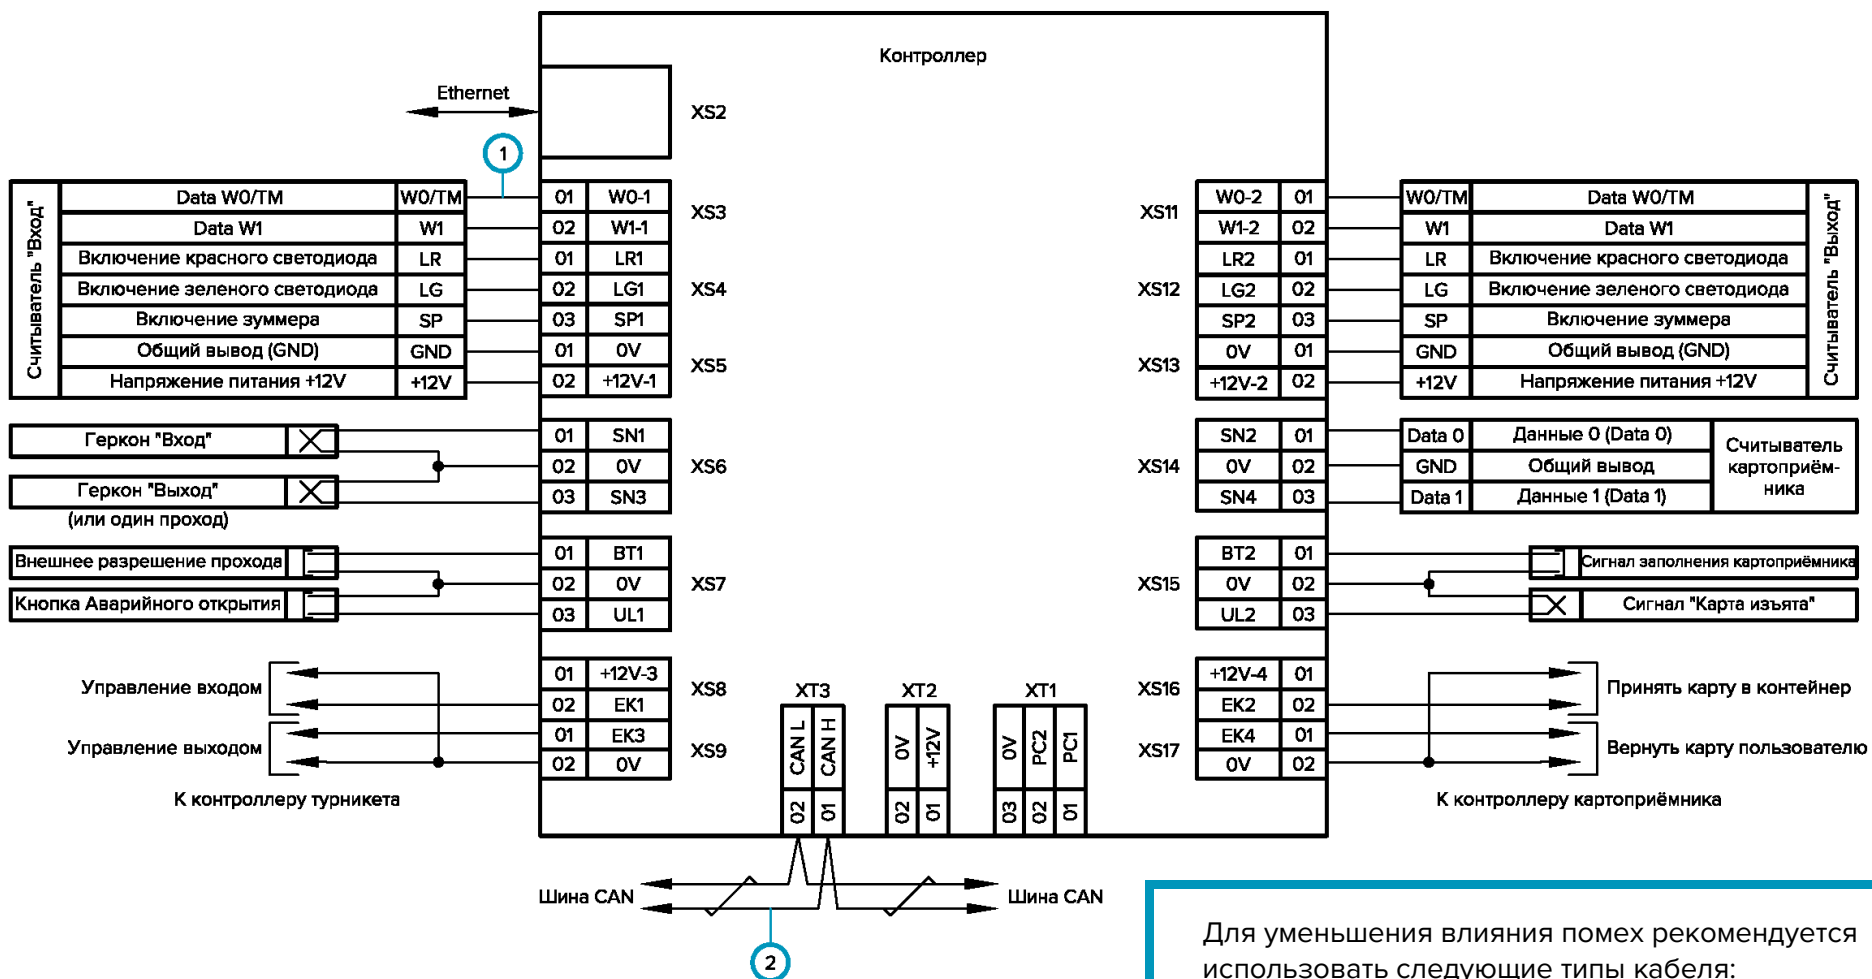 Контроллер
Ethernet
XS2
1
Считыватель "Вход"
Data W0/TM W0/TM 01 W0-1
Data W1 W1 02 W1-1
XS3
Включение красного светодиода LR 01 LR1
Включение зеленого светодиода LG 02 LG1
Включение зуммера SP 03 SP1
XS4
Общий вывод (GND) GND 01 0V
Напряжение питания +12V +12V 02 +12V-1
XS5
Геркон "Вход"
Геркон "Выход"
(или один проход)
01 SN1
02 0V
03 SN3
XS6
Внешнее разрешение прохода
Кнопка Аварийного открытия
01 BT1
02 0V
03 UL1
XS7
Управление входом
Управление выходом
К контроллеру турникета
01 +12V-3
02 EK1
XS8
01 EK3
02 0V
XS9
XT3
CAN L
CAN H
02
01
XT2
0V
+12V
02
01
XT1
0V
PC2
PC1
03
02
01
XS11
W0-2 01 W0/TM Data W0/TM
W1-2 02 W1 Data W1
XS12
LR2 01 LR Включение красного светодиода
LG2 02 LG Включение зеленого светодиода
SP2 03 SP Включение зуммера
XS13
0V 01 GND Общий вывод (GND)
+12V-2 02 +12V Напряжение питания +12V
Считыватель "Выход"
XS14
SN2 01 Data 0 Данные 0 (Data 0)
0V 02 GND Общий вывод
SN4 03 Data 1 Данные 1 (Data 1)
Считыватель
картоприём-
ника
XS15
BT2 01
0V 02
UL2 03
Сигнал заполнения картоприёмника
Сигнал "Карта изъята"
XS16
+12V-4 01
EK2 02
XS17
EK4 01
0V 02
Принять карту в контейнер
Вернуть карту пользователю
К контроллеру картоприёмника
Шина CAN
Шина CAN
2
Для уменьшения влияния помех рекомендуется
использовать следующие типы кабеля: